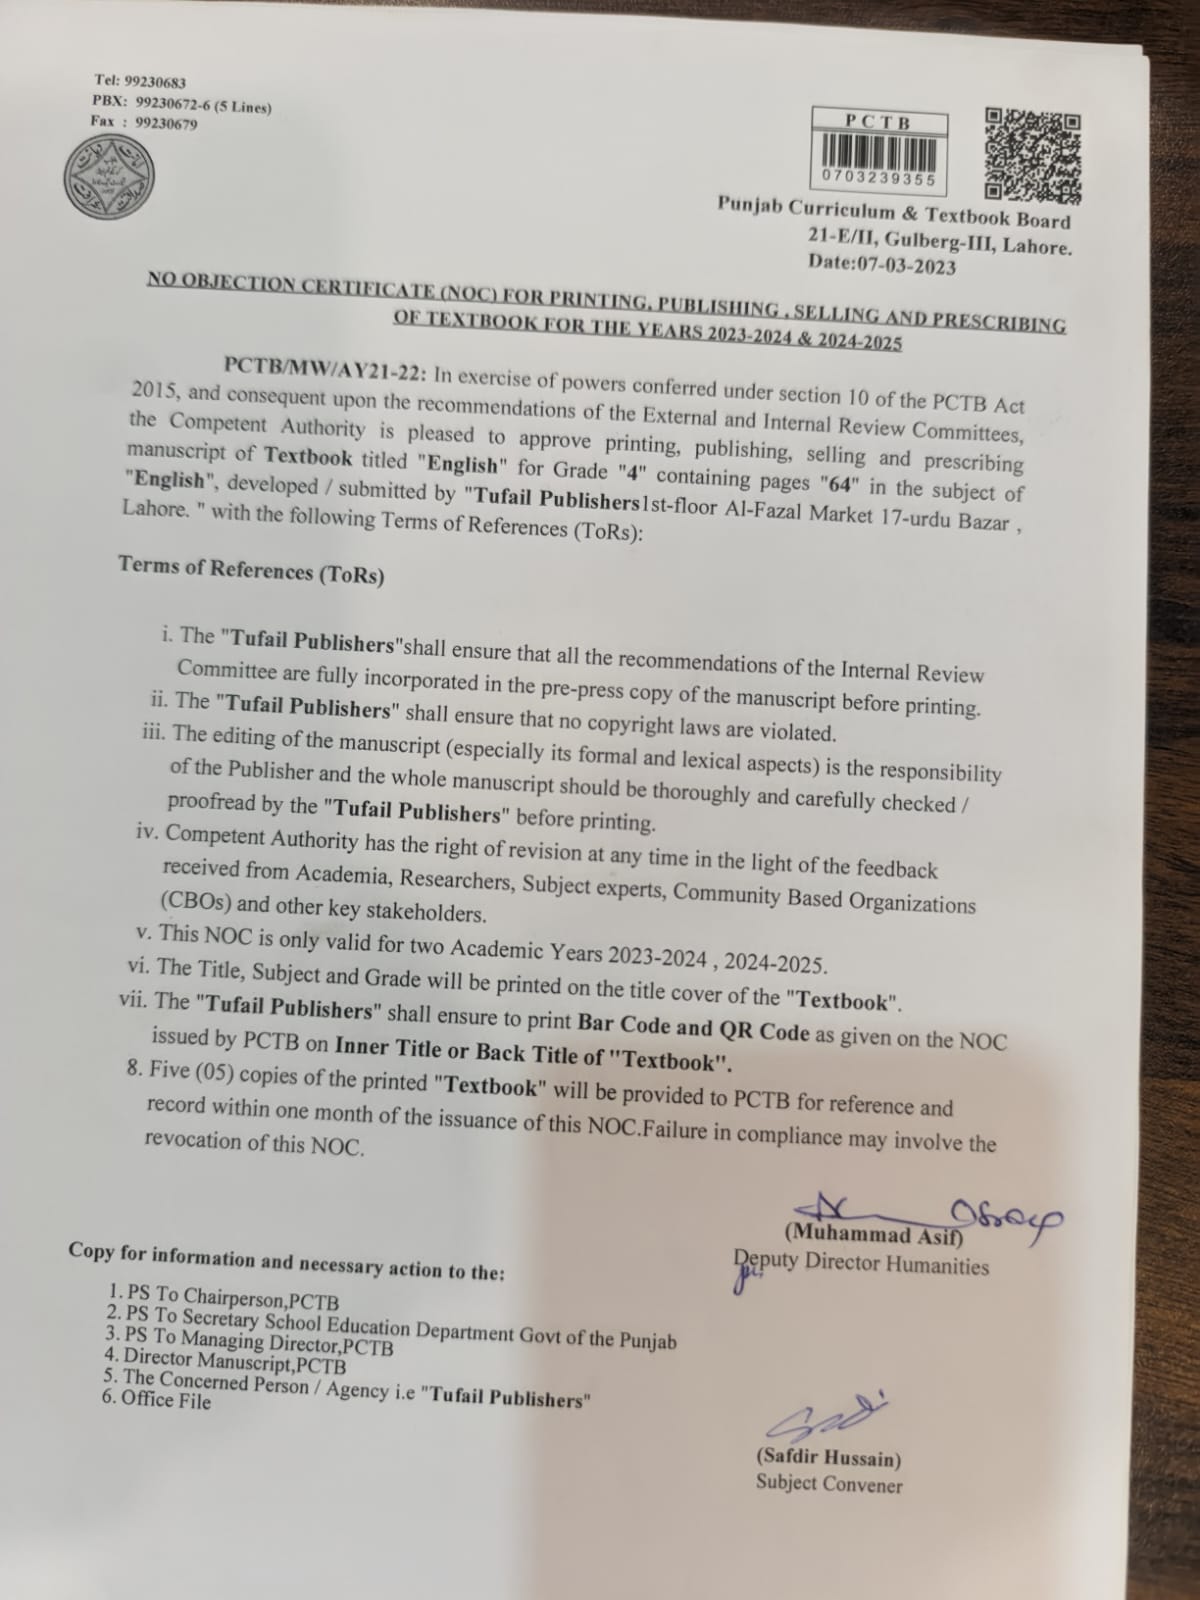 Tel: 99230683
PBX: 99230672-6 (5 Lines)
Fax : 99230679
PCTB
0703239355
Punjab Curriculum & Textbook Board
21-E/II, Gulberg-III, Lahore.
Date:07-03-2023
NO OBJECTION CERTIFICATE (NOC) FOR PRINTING, PUBLISHING , SELLING AND PRESCRIBING
OF TEXTBOOK FOR THE YEARS 2023-2024 & 2024-2025
PCTB/MW/AY21-22: In exercise of powers conferred under section 10 of the PCTB Act
2015, and consequent upon the recommendations of the External and Internal Review Committees,
the Competent Authority is pleased to approve printing, publishing, selling and prescribing
manuscript of Textbook titled "English" for Grade "4" containing pages "64" in the subject of
"English", developed / submitted by "Tufail Publishers1st-floor Al-Fazal Market 17-urdu Bazar ,
Lahore. " with the following Terms of References (ToRs):
Terms of References (ToRs)
i. The "Tufail Publishers"shall ensure that all the recommendations of the Internal Review
Committee are fully incorporated in the pre-press copy of the manuscript before printing.
ii. The "Tufail Publishers" shall ensure that no copyright laws are violated.
iii. The editing of the manuscript (especially its formal and lexical aspects) is the responsibility
of the Publisher and the whole manuscript should be thoroughly and carefully checked /
proofread by the "Tufail Publishers" before printing.
iv. Competent Authority has the right of revision at any time in the light of the feedback
received from Academia, Researchers, Subject experts, Community Based Organizations
(CBOs) and other key stakeholders.
v. This NOC is only valid for two Academic Years 2023-2024 , 2024-2025.
vi. The Title, Subject and Grade will be printed on the title cover of the "Textbook".
vii. The "Tufail Publishers" shall ensure to print Bar Code and QR Code as given on the NOC
issued by PCTB on Inner Title or Back Title of "Textbook".
8. Five (05) copies of the printed "Textbook" will be provided to PCTB for reference and
record within one month of the issuance of this NOC.Failure in compliance may involve the
revocation of this NOC.
(Muhammad Asif)
Deputy Director Humanities
Copy for information and necessary action to the:
1. PS To Chairperson,PCTB
2. PS To Secretary School Education Department Govt of the Punjab
3. PS To Managing Director,PCTB
4. Director Manuscript,PCTB
5. The Concerned Person / Agency i.e "Tufail Publishers"
6. Office File
(Safdir Hussain)
Subject Convener